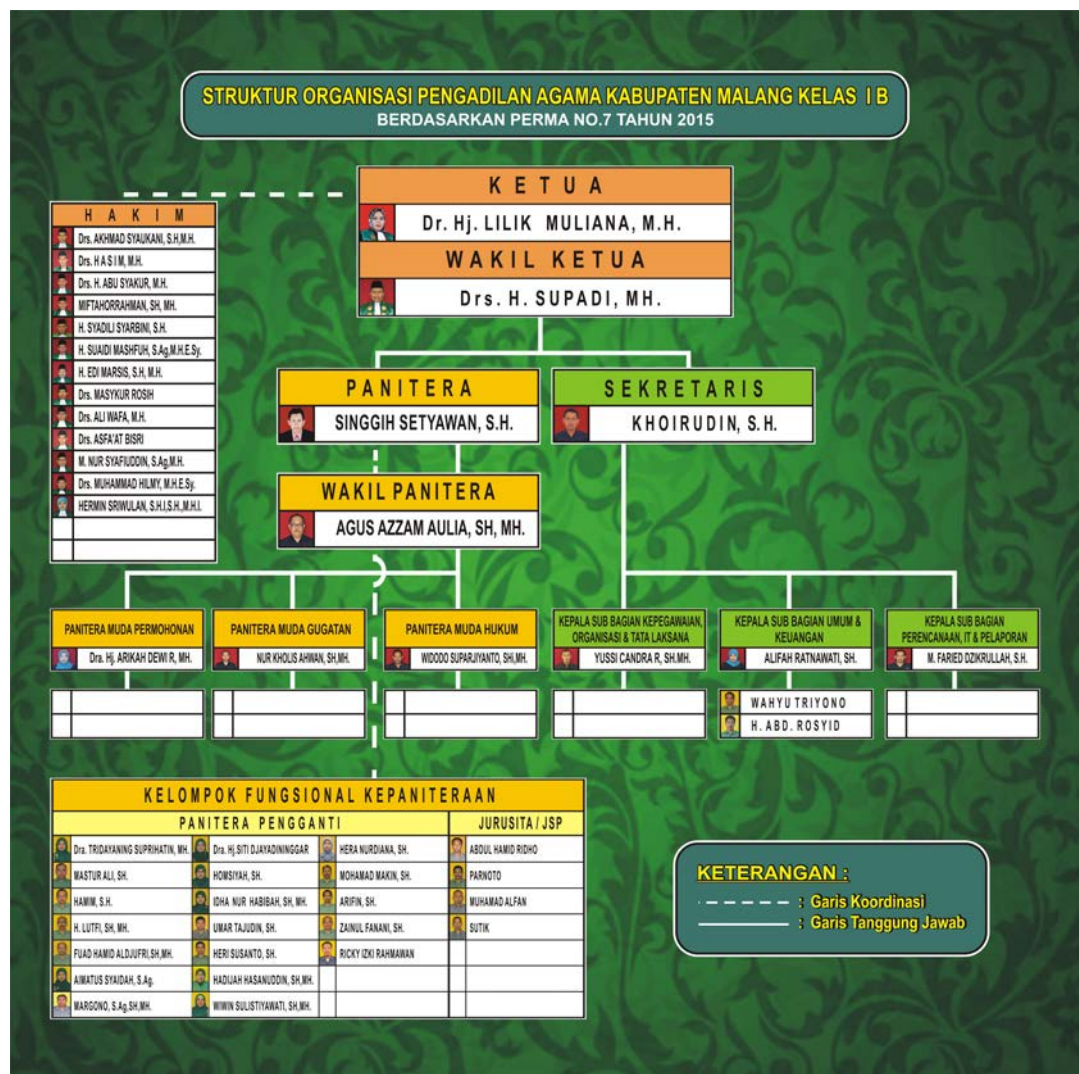 STRUKTUR ORGANISASI PENGADILAN AGAMA KABUPATEN MALANG KELAS I B
BERDASARKAN PERMA NO.7 TAHUN 2015
KETUA
Dr. Hj. LILIK MULIANA, M.H.
WAKIL KETUA
Drs. H. SUPADI, MH.
HAKIM
Drs. AKHMAD SYAUKANI, S.H,M.H.
Drs. H A S I M, M.H.
Drs. H. ABU SYAKUR, M.H.
MIFTAHORRAHMAN, SH, MH.
H. SYADILI SYARBINI, S.H.
H. SUAIDI MASHFUH, S.Ag,M.H.E.Sy.
H. EDI MARSIS, S.H, M.H.
Drs. MASYKUR ROSIH
Drs. ALI WAFA, M.H.
Drs. ASFA'AT BISRI
M. NUR SYAFIUDDIN, S.Ag,M.H.
Drs. MUHAMMAD HILMY, M.H.E.Sy.
HERMIN SRIWULAN, S.H.I,S.H.,M.H.I.
PANITERA
SINGGIH SETYAWAN, S.H.
SEKRETARIS
KHOIRUDIN, S.H.
WAKIL PANITERA
AGUS AZZAM AULIA, SH, MH.
PANITERA MUDA PERMOHONAN
Dra. Hj. ARIKAH DEWI R, MH.
PANITERA MUDA GUGATAN
NUR KHOLIS AHWAN, SH,MH.
PANITERA MUDA HUKUM
WIDODO SUPARJIYANTO, SHi,MH.
KEPALA SUB BAGIAN KEPEGAWAIAN,
ORGANISASI & TATA LAKSANA
YUSSI CANDRA R, SH.MH.
KEPALA SUB BAGIAN UMUM &
KEUANGAN
ALIFAH RATNAWATI, SH.
WAHYU TRIYONO
H. ABD. ROSYID
KEPALA SUB BAGIAN
PERENCANAAN, IT & PELAPORAN
M. FARIED DZIKRULLAH, S.H.
KELOMPOK FUNGSIONAL KEPANITERAAN
PANITERA PENGGANTI
Dra. TRIDAYANING SUPRIHATIN, MH.
MASTUR ALI, SH.
HAMIM, S.H.
H. LUTFI, SH, MH.
FUAD HAMID ALDJUFRI,SH,MH.
AIMATUS SYAIDAH, S.Ag.
MARGONO, S.Ag,SH,MH.
Dra. Hj.SITI DJAYADININGGAR
HOMSIYAH, SH.
IDHA NUR HABIBAH, SH, MH.
UMAR TAJUDIN, SH.
HERI SUSANTO, SH.
HADIJAH HASANUDDIN, SH,MH.
WIWIN SULISTIYAWATI, SH,MH.
HERA NURDIANA, SH.
MOHAMAD MAKIN, SH.
ARIFIN, SH.
ZAINUL FANANI, SH.
RICKY IZKI RAHMAWAN
JURUSITA / JSP
ABDUL HAMID RIDHO
PARNOTO
MUHAMAD ALFAN
SUTIK
KETERANGAN :
: Garis Koordinasi
: Garis Tanggung Jawab